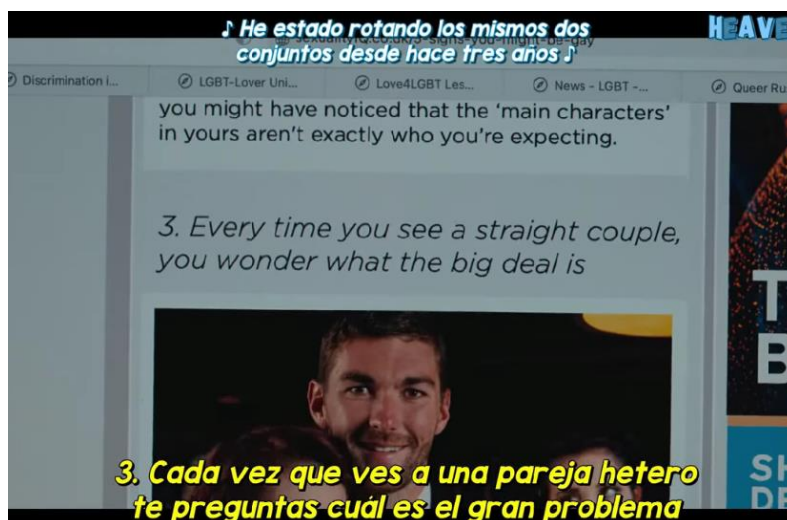 ♪ He estado rotando los mismos dos
HEAVE
conjuntos desde hace tres años ♪
Discrimination i...
LGBT-Lover Uni...
Love4LGBT Les...
News - LGBT -...
Queer Ru
you might have noticed that the ‘main characters’
in yours aren't exactly who you're expecting.
3. Every time you see a straight couple,
you wonder what the big deal is
T
B
SH
DE
3. Cada vez que ves a una pareja hetero
te preguntas cuál es el gran problema